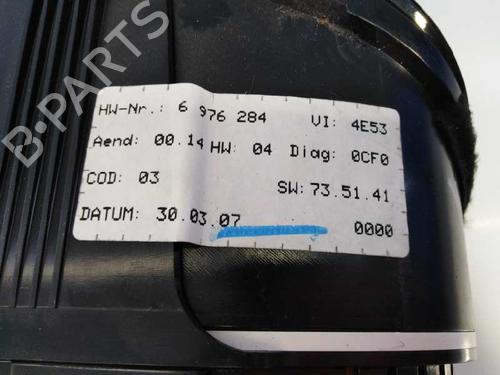 B-PARTS
HW-Nr.: 6 976 284 VI: 4E53
Aend: 00.14 HW: 04 Diag: 0CF0
COD: 03 SW: 73.51.41
DATUM: 30.03.07 0000